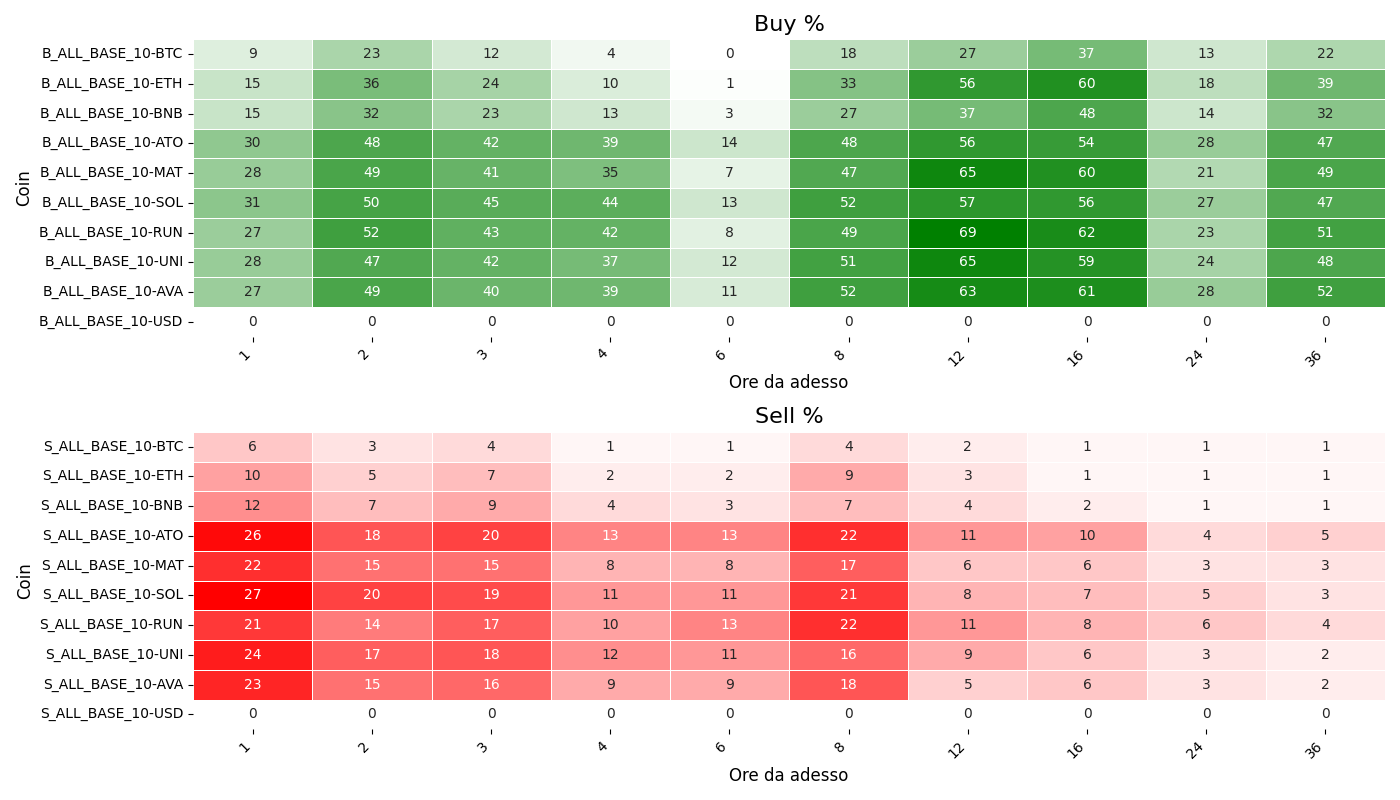 Buy %
Coin
B_ALL_BASE_10-BTC 9 23 12 4 0 18 27 37 13 22
B_ALL_BASE_10-ETH 15 36 24 10 1 33 56 60 18 39
B_ALL_BASE_10-BNB 15 32 23 13 3 27 37 48 14 32
B_ALL_BASE_10-ATO 30 48 42 39 14 48 56 54 28 47
B_ALL_BASE_10-MAT 28 49 41 35 7 47 65 60 21 49
B_ALL_BASE_10-SOL 31 50 45 44 13 52 57 56 27 47
B_ALL_BASE_10-RUN 27 52 43 42 8 49 69 62 23 51
B_ALL_BASE_10-UNI 28 47 42 37 12 51 65 59 24 48
B_ALL_BASE_10-AVA 27 49 40 39 11 52 63 61 28 52
B_ALL_BASE_10-USD 0 0 0 0 0 0 0 0 0 0
1 2 3 4 6 8 12 16 24 36
Ore da adesso
Sell %
Coin
S_ALL_BASE_10-BTC 6 3 4 1 1 4 2 1 1 1
S_ALL_BASE_10-ETH 10 5 7 2 2 9 3 1 1 1
S_ALL_BASE_10-BNB 12 7 9 4 3 7 4 2 1 1
S_ALL_BASE_10-ATO 26 18 20 13 13 22 11 10 4 5
S_ALL_BASE_10-MAT 22 15 15 8 8 17 6 6 3 3
S_ALL_BASE_10-SOL 27 20 19 11 11 21 8 7 5 3
S_ALL_BASE_10-RUN 21 14 17 10 13 22 11 8 6 4
S_ALL_BASE_10-UNI 24 17 18 12 11 16 9 6 3 2
S_ALL_BASE_10-AVA 23 15 16 9 9 18 5 6 3 2
S_ALL_BASE_10-USD 0 0 0 0 0 0 0 0 0 0
1 2 3 4 6 8 12 16 24 36
Ore da adesso